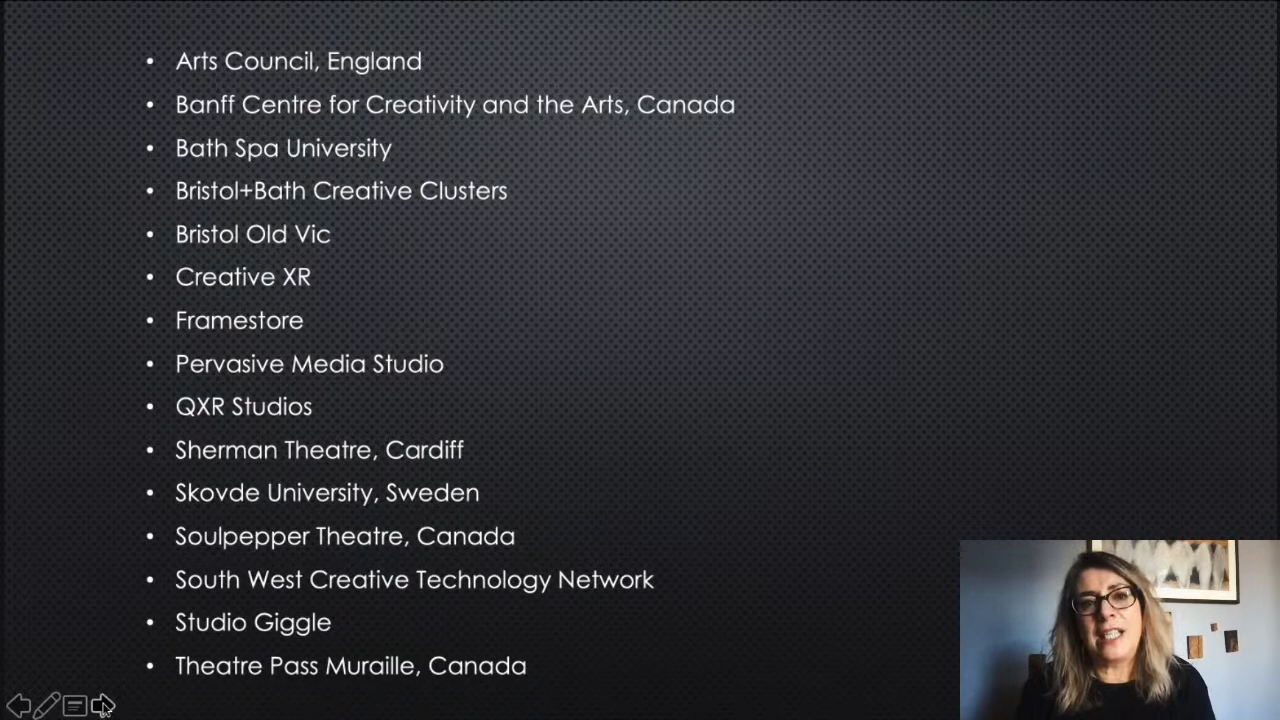 • Arts Council, England
• Banff Centre for Creativity and the Arts, Canada
• Bath Spa University
• Bristol+Bath Creative Clusters
• Bristol Old Vic
• Creative XR
• Framestore
• Pervasive Media Studio
• QXR Studios
• Sherman Theatre, Cardiff
• Skovde University, Sweden
• Soulpepper Theatre, Canada
• South West Creative Technology Network
• Studio Giggle
• Theatre Pass Muraille, Canada